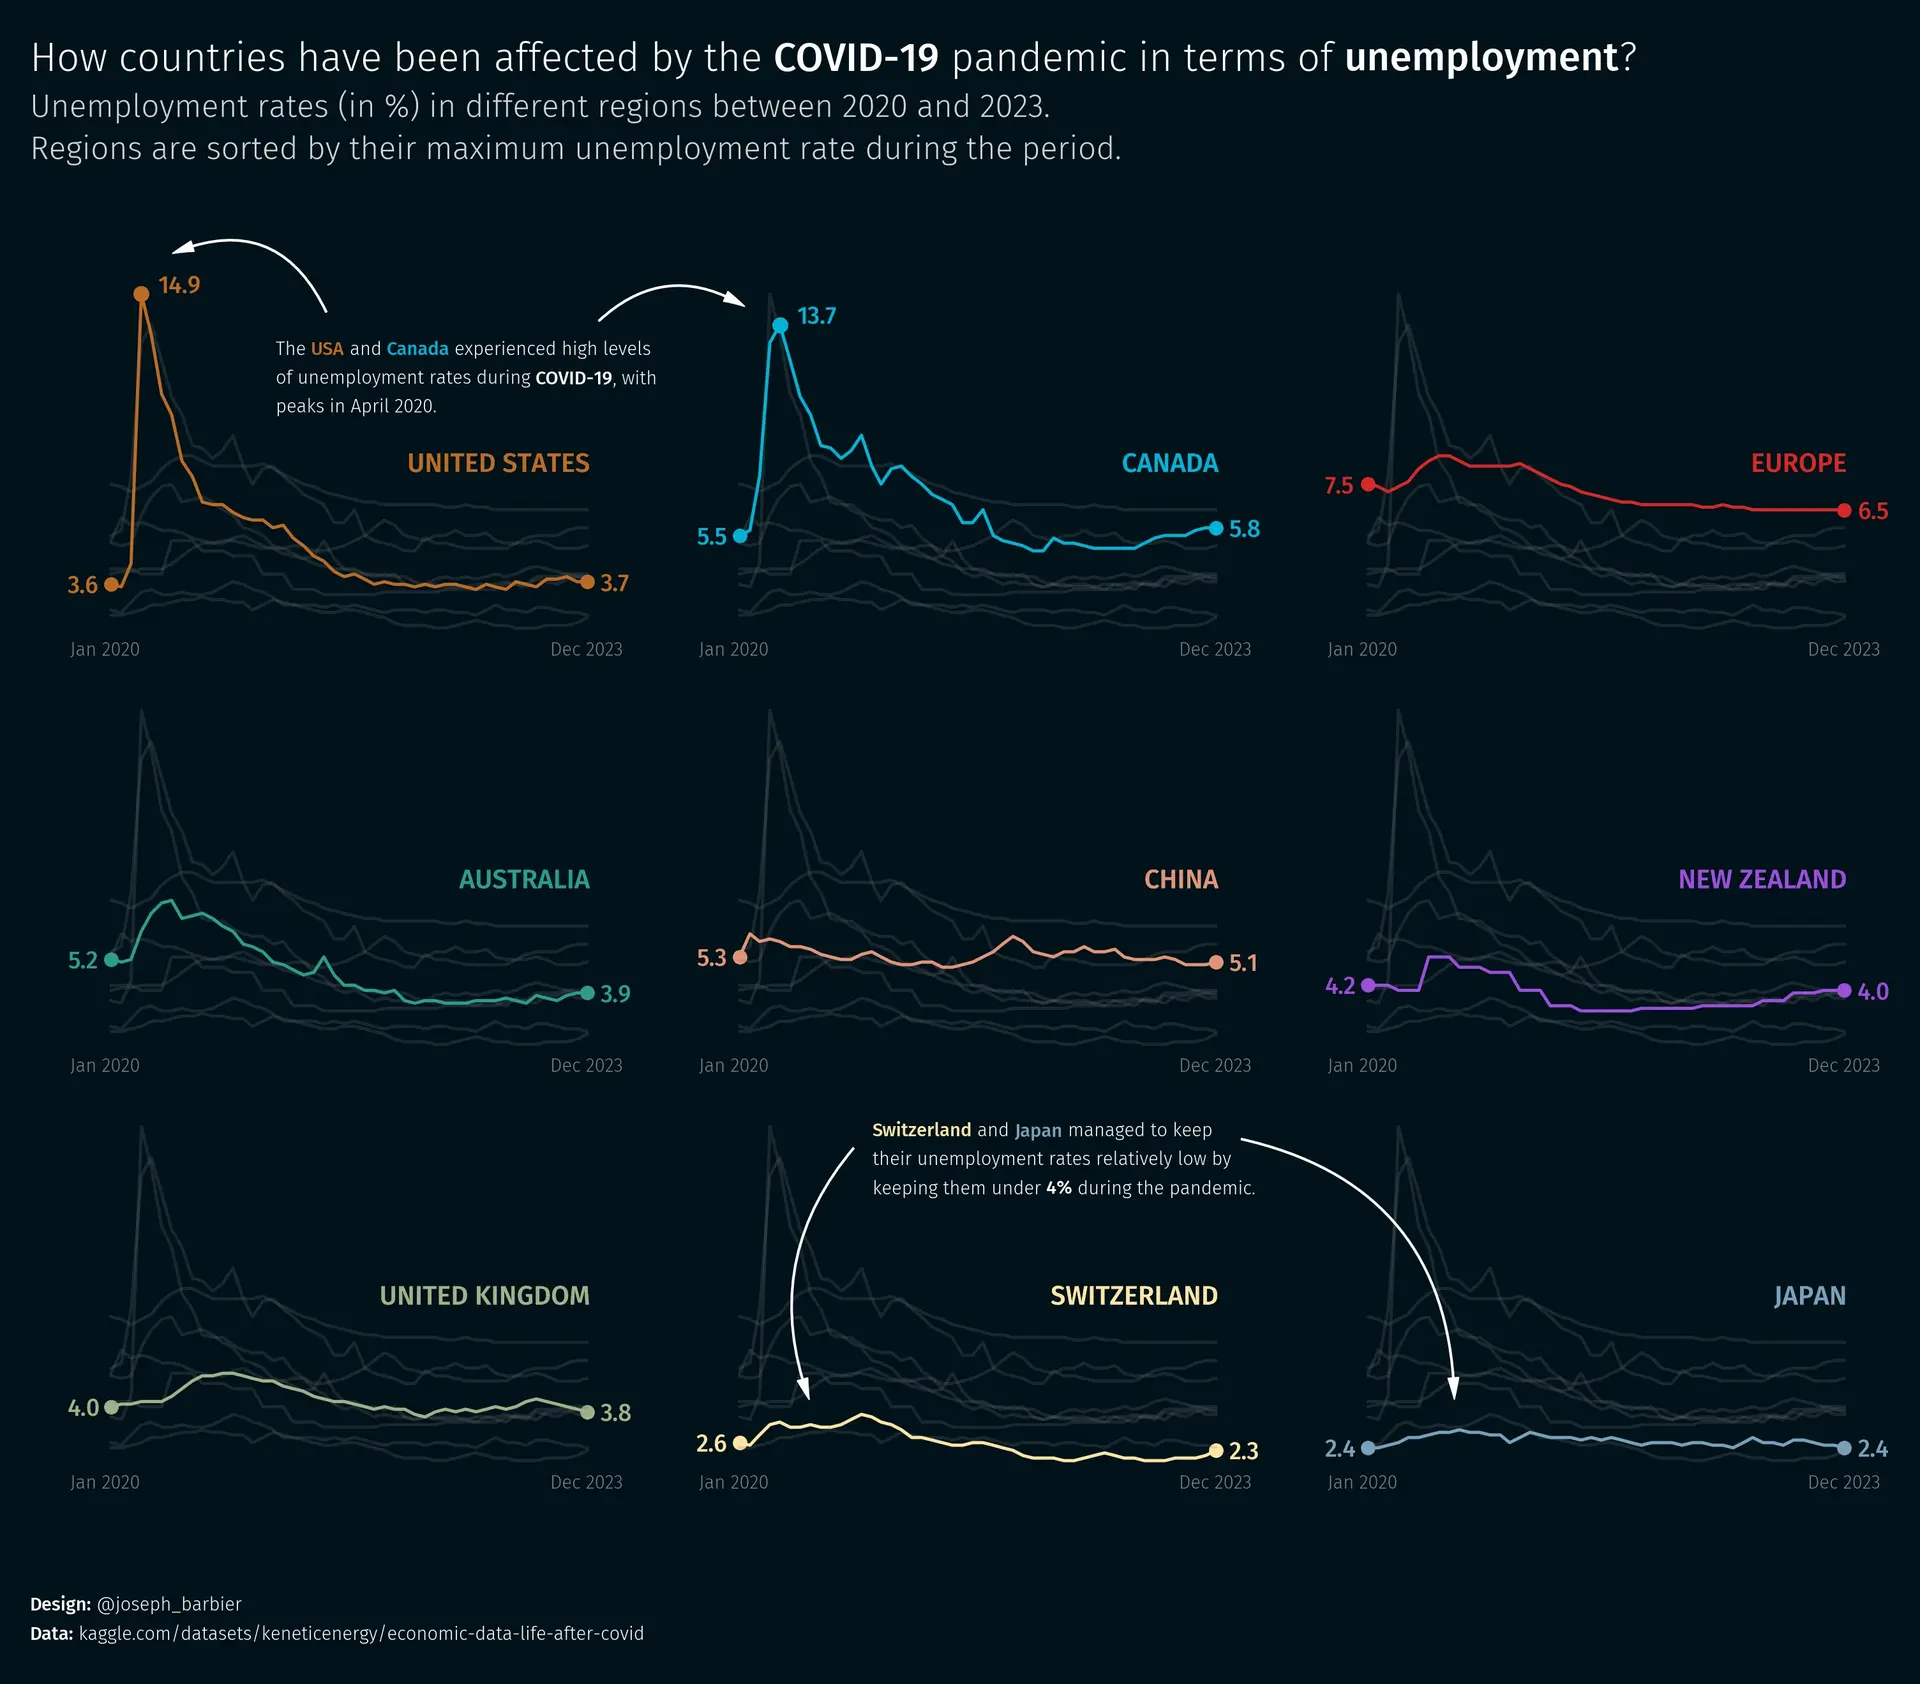 How countries have been affected by the COVID-19 pandemic in terms of unemployment?
Unemployment rates (in %) in different regions between 2020 and 2023.
Regions are sorted by their maximum unemployment rate during the period.
14.9
The USA and Canada experienced high levels
of unemployment rates during COVID-19, with
peaks in April 2020.
UNITED STATES
3.6
3.7
Jan 2020
Dec 2023
13.7
CANADA
5.5
5.8
Jan 2020
Dec 2023
EUROPE
7.5
6.5
Jan 2020
Dec 2023
AUSTRALIA
5.2
3.9
Jan 2020
Dec 2023
CHINA
5.3
5.1
Jan 2020
Dec 2023
NEW ZEALAND
4.2
4.0
Jan 2020
Dec 2023
UNITED KINGDOM
4.0
3.8
Jan 2020
Dec 2023
Switzerland and Japan managed to keep
their unemployment rates relatively low by
keeping them under 4% during the pandemic.
SWITZERLAND
2.6
2.3
Jan 2020
Dec 2023
JAPAN
2.4
2.4
Jan 2020
Dec 2023
Design: @joseph_barbier
Data: kaggle.com/datasets/keneticenergy/economic-data-life-after-covid